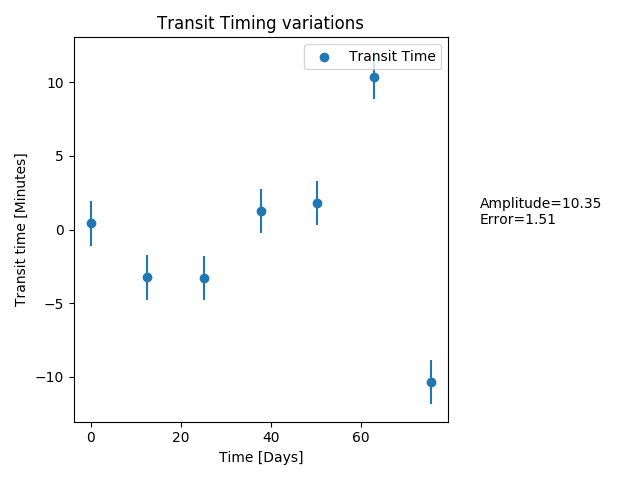 Transit Timing variations
Transit Time
Transit time [Minutes]
10
5
0
−5
−10
0 20 40 60
Time [Days]
Amplitude=10.35
Error=1.51